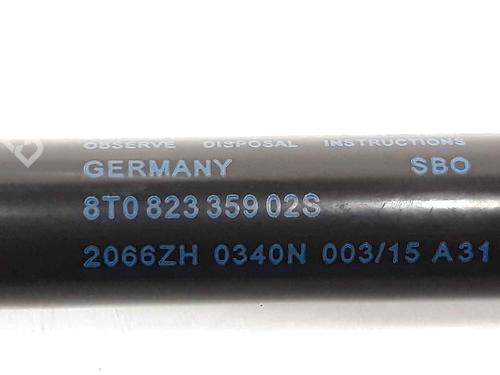 OBSERVE DISPOSAL INSTRUCTIONS
GERMANY SBO
8T0 823 359 02S
2066ZH 0340N 003/15 A31